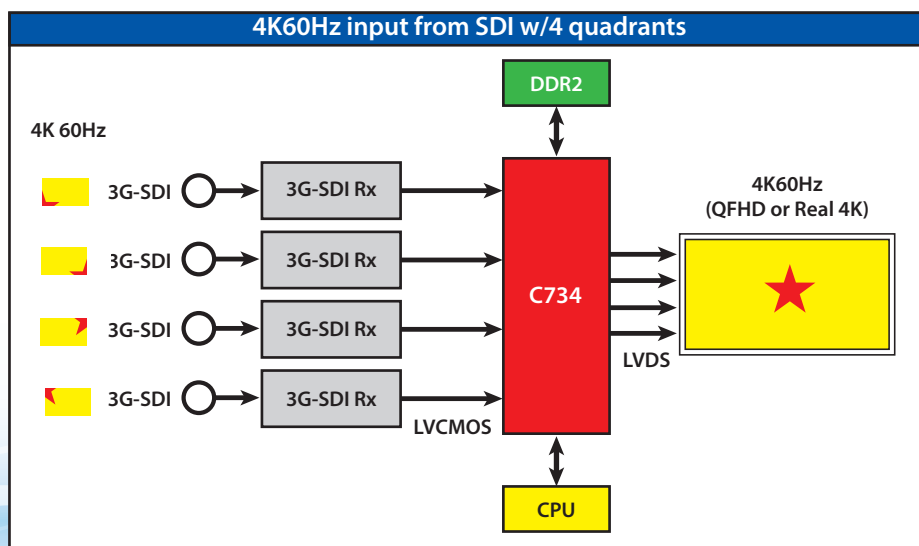 4K60Hz input from SDI w/4 quadrants
DDR2
4K 60Hz
3G-SDI
3G-SDI Rx
3G-SDI
3G-SDI Rx
3G-SDI
3G-SDI Rx
3G-SDI
3G-SDI Rx
LVCMOS
C734
LVDS
4K60Hz
(QFHD or Real 4K)
CPU